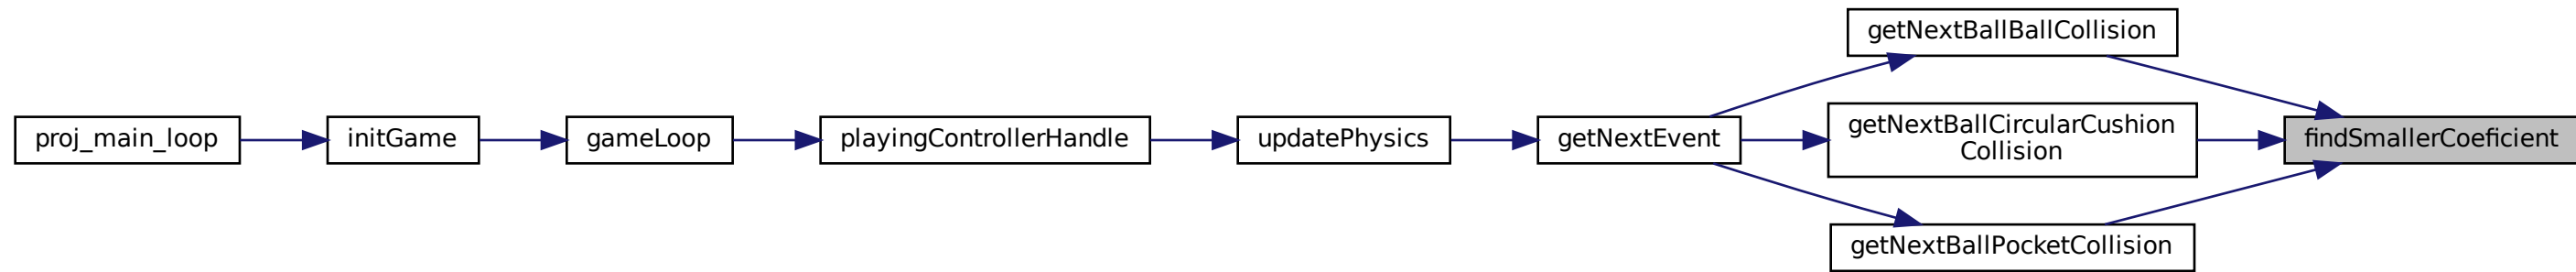 proj_main_loop
initGame
gameLoop
playingControllerHandle
updatePhysics
getNextEvent
getNextBallBallCollision
getNextBallCircularCushion
Collision
getNextBallPocketCollision
findSmallerCoeficient